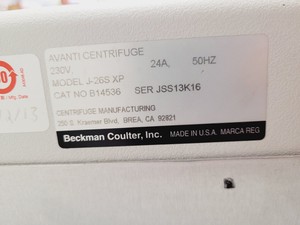 AVANTI CENTRIFUGE
230V, 24A, 50HZ
MODEL J-26S XP
CAT NO B14536 SER JSS13K16
CENTRIFUGE MANUFACTURING
250 S. Kraemer Blvd, BREA, CA 92821
Beckman Coulter, Inc. MADE IN U.S.A. MARCA REG